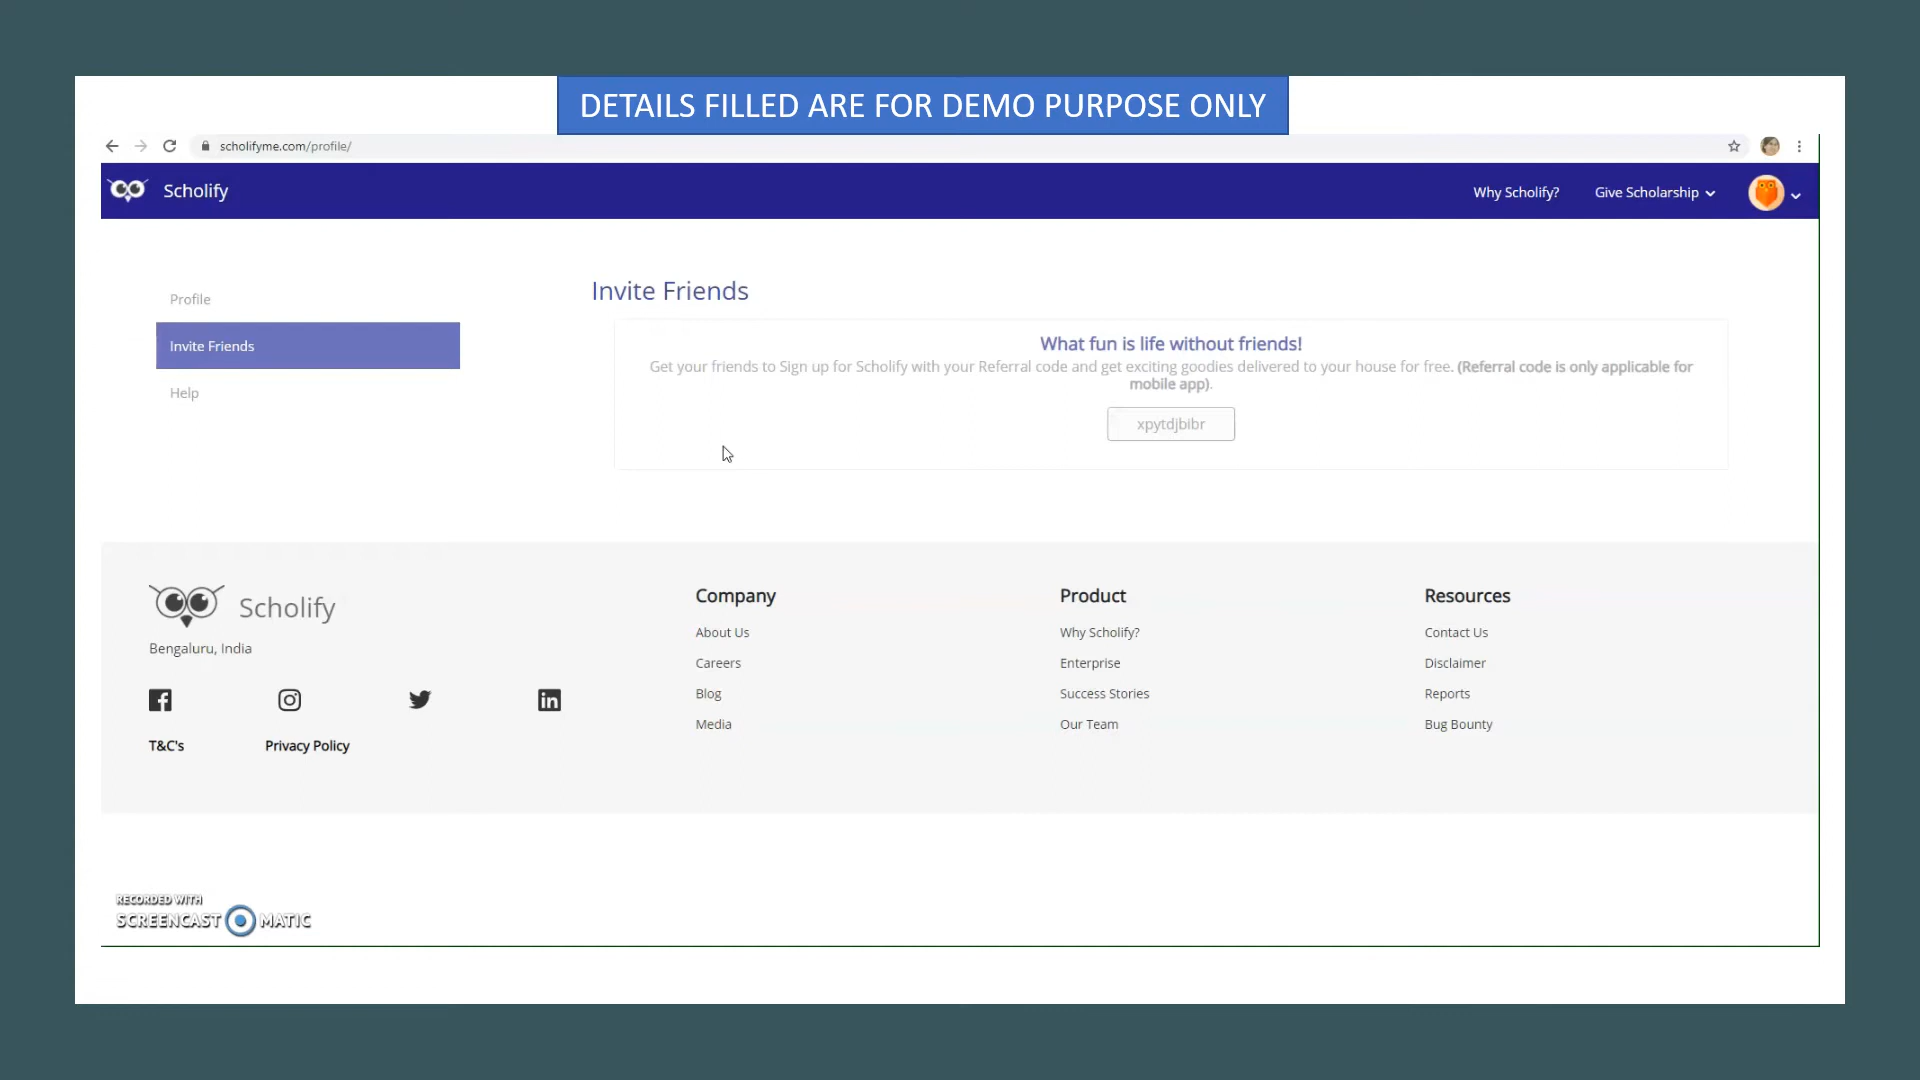 DETAILS FILLED ARE FOR DEMO PURPOSE ONLY
scholifyme.com/profile/
Scholify
Why Scholify?
Give Scholarship
Profile
Invite Friends
Help
Invite Friends
What fun is life without friends!
Get your friends to Sign up for Scholify with your Referral code and get exciting goodies delivered to your house for free. (Referral code is only applicable for
mobile app).
xpytdjbibr
Scholify
Bengaluru, India
T&C's
Privacy Policy
Company
About Us
Careers
Blog
Media
Product
Why Scholify?
Enterprise
Success Stories
Our Team
Resources
Contact Us
Disclaimer
Reports
Bug Bounty
RECORDED WITH
SCREENCAST MATIC